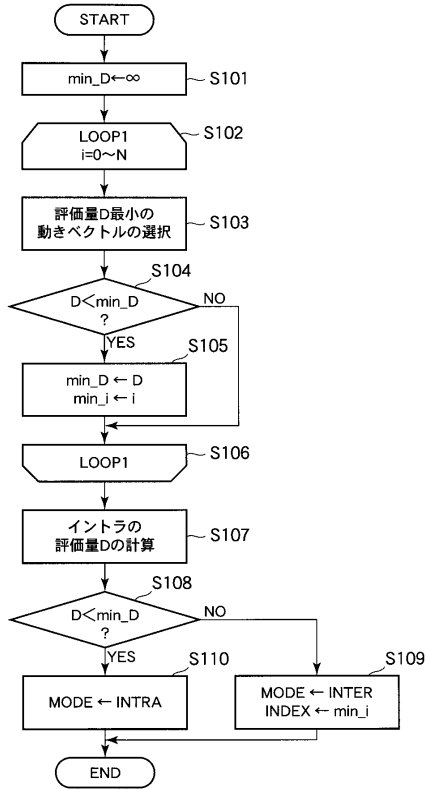 START
min_D←∞
S101
LOOP1
i=0～N
S102
評価量D最小の
動きベクトルの選択
S103
S104
D＜min_D
?
NO
YES
S105
min_D ← D
min_i ← i
LOOP1
S106
イントラの
評価量Dの計算
S107
S108
D＜min_D
?
NO
YES
S110
MODE ← INTRA
S109
MODE ← INTER
INDEX ← min_i
END